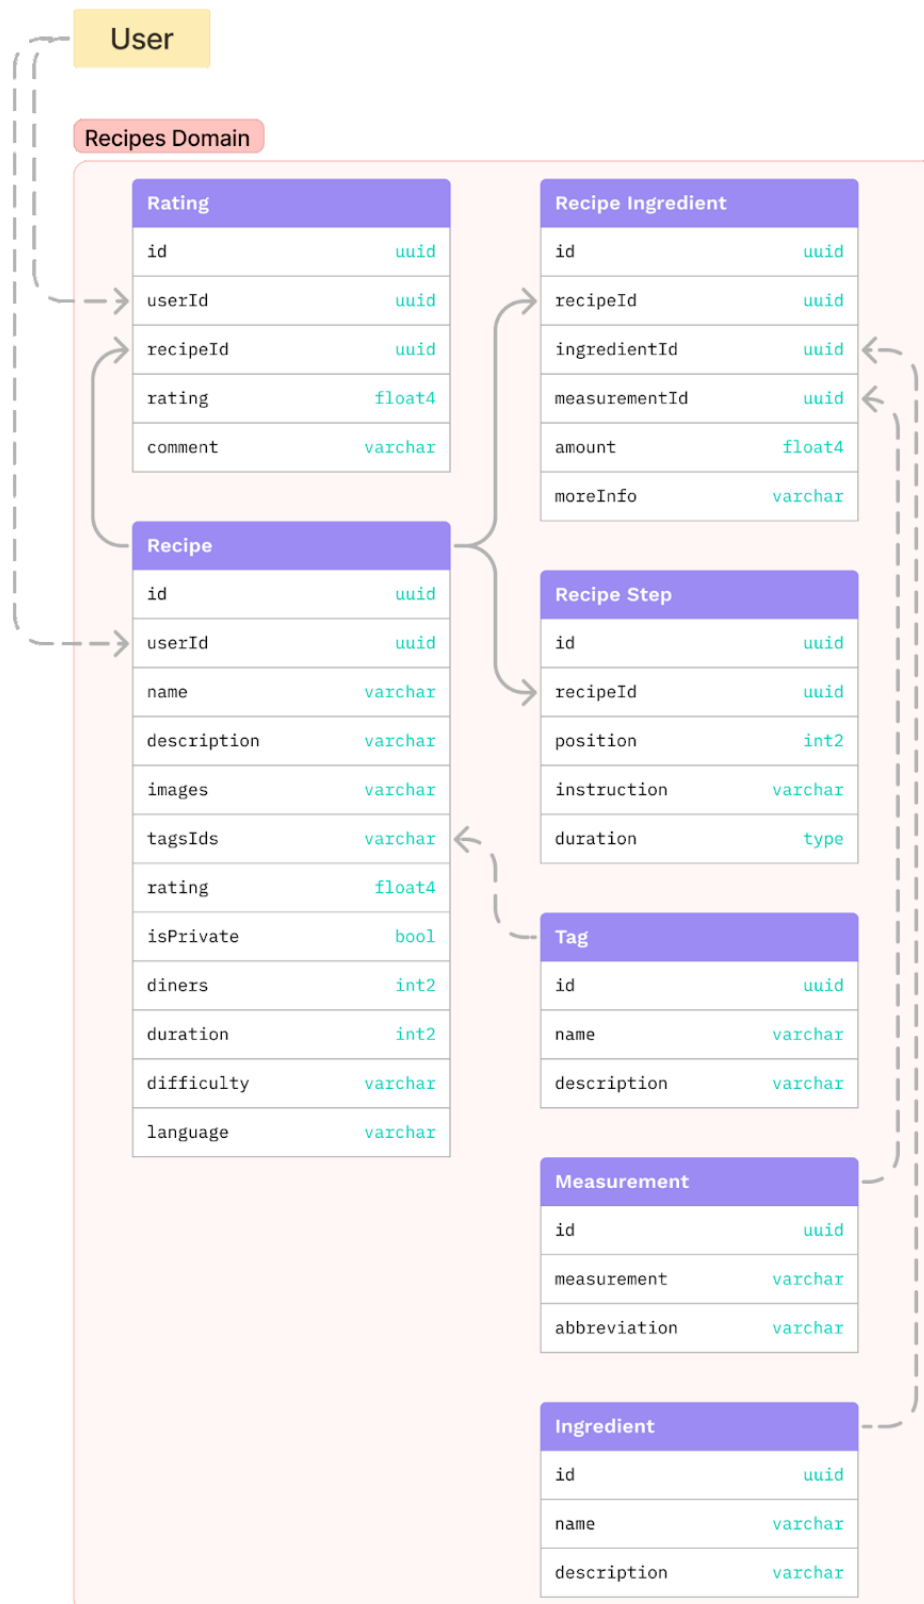 User
Recipes Domain
Rating
id uuid
userId uuid
recipeId uuid
rating float4
comment varchar
Recipe
id uuid
userId uuid
name varchar
description varchar
images varchar
tagsIds varchar
rating float4
isPrivate bool
diners int2
duration int2
difficulty varchar
language varchar
Recipe Ingredient
id uuid
recipeId uuid
ingredientId uuid
measurementId uuid
amount float4
moreInfo varchar
Recipe Step
id uuid
recipeId uuid
position int2
instruction varchar
duration type
Tag
id uuid
name varchar
description varchar
Measurement
id uuid
measurement varchar
abbreviation varchar
Ingredient
id uuid
name varchar
description varchar